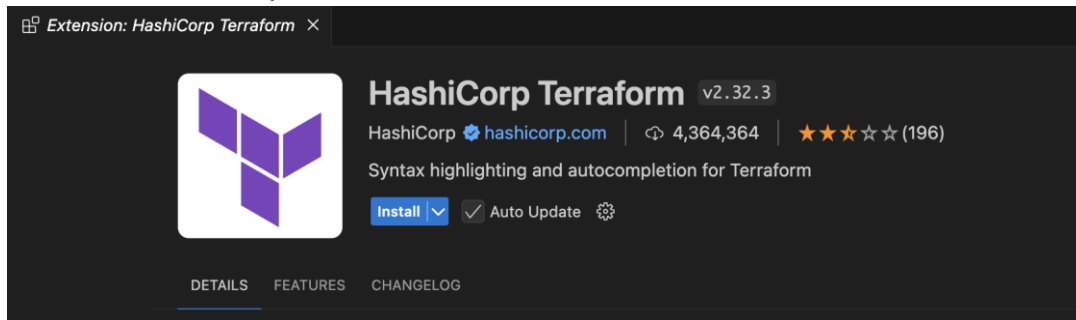 Extension: HashiCorp Terraform
HashiCorp Terraform v2.32.3
HashiCorp hashicorp.com 4,364,364 (196)
Syntax highlighting and autocompletion for Terraform
Install Auto Update
DETAILS FEATURES CHANGELOG